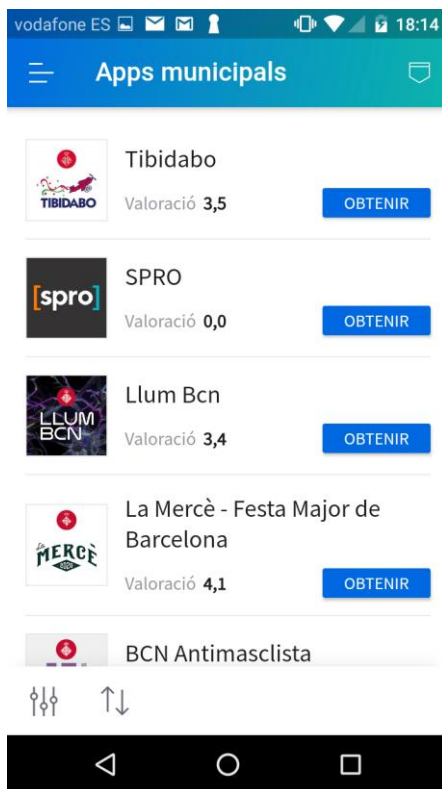 vodafone ES 18:14
Apps municipals
Tibidabo
TIBIDABO
Valoració 3,5 OBTENIR
SPRO
[spro]
Valoració 0,0 OBTENIR
Llum Bcn
LLUM
BCN
Valoració 3,4 OBTENIR
La Mercè - Festa Major de
Barcelona
La
MERCÈ
Valoració 4,1 OBTENIR
BCN Antimasclista